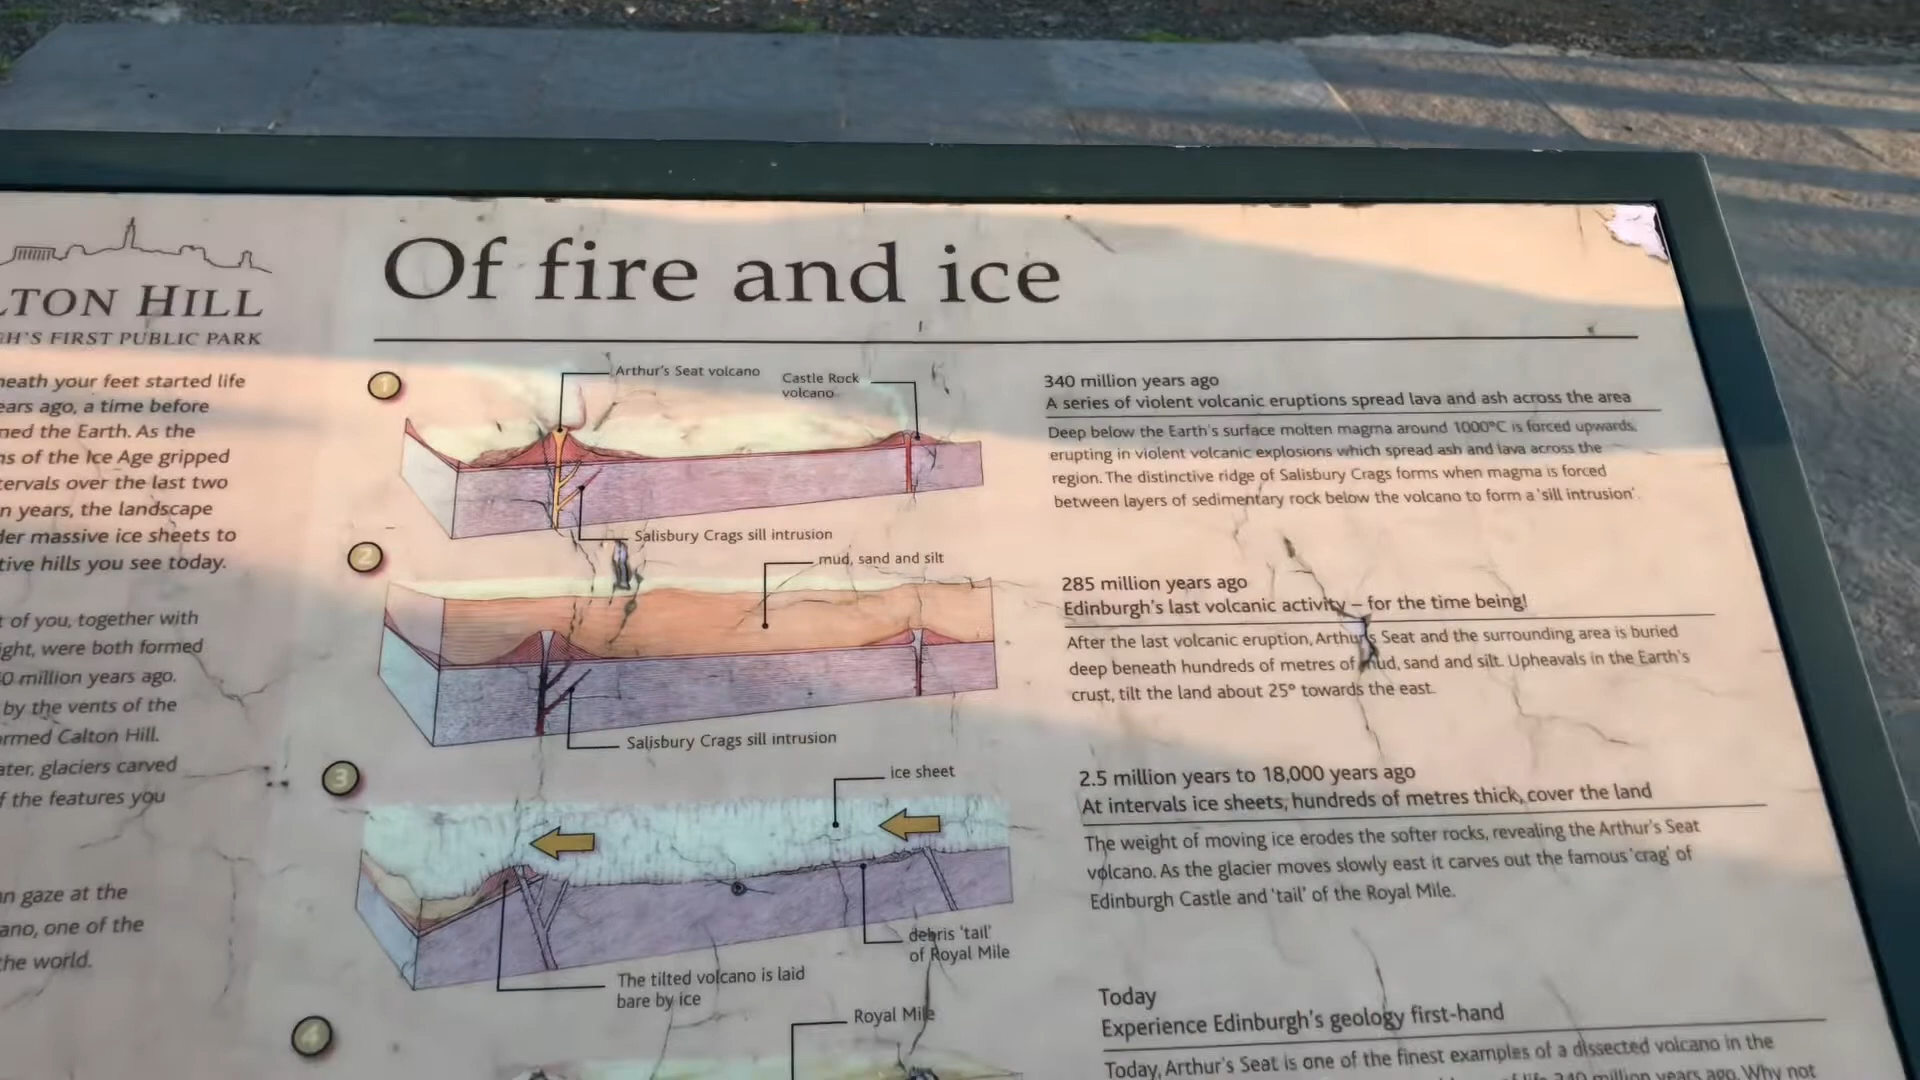 LTON HILL
H'S FIRST PUBLIC PARK
neath your feet started life
ears ago, a time before
ned the Earth. As the
ns of the Ice Age gripped
tervals over the last two
n years, the landscape
der massive ice sheets to
tive hills you see today.
t of you, together with
ight, were both formed
0 million years ago.
by the vents of the
ormed Calton Hill.
ater, glaciers carved
f the features you
n gaze at the
ano, one of the
the world.
Of fire and ice
1
Arthur's Seat volcano
Castle Rock
volcano
Salisbury Crags sill intrusion
2
mud, sand and silt
Salisbury Crags sill intrusion
3
ice sheet
debris 'tail'
of Royal Mile
The tilted volcano is laid
bare by ice
4
Royal Mile
340 million years ago
A series of violent volcanic eruptions spread lava and ash across the area
Deep below the Earth's surface molten magma around 1000°C is forced upwards,
erupting in violent volcanic explosions which spread ash and lava across the
region. The distinctive ridge of Salisbury Crags forms when magma is forced
between layers of sedimentary rock below the volcano to form a 'sill intrusion'.
285 million years ago
Edinburgh's last volcanic activity – for the time being!
After the last volcanic eruption, Arthur's Seat and the surrounding area is buried
deep beneath hundreds of metres of mud, sand and silt. Upheavals in the Earth's
crust, tilt the land about 25° towards the east.
2.5 million years to 18,000 years ago
At intervals ice sheets, hundreds of metres thick, cover the land
The weight of moving ice erodes the softer rocks, revealing the Arthur's Seat
volcano. As the glacier moves slowly east it carves out the famous 'crag' of
Edinburgh Castle and 'tail' of the Royal Mile.
Today
Experience Edinburgh's geology first-hand
Today, Arthur's Seat is one of the finest examples of a dissected volcano in the
of life 340 million years ago. Why not